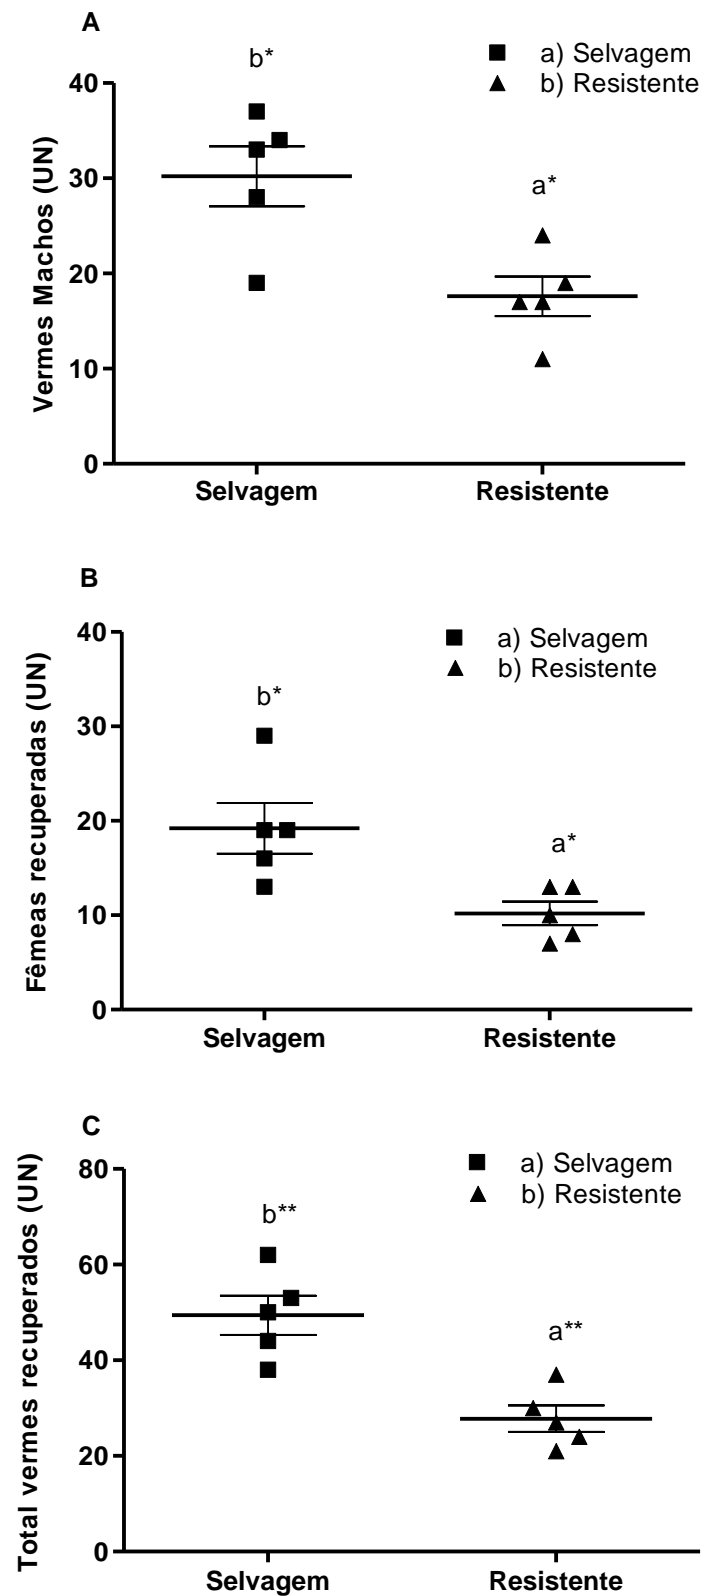 A
b*
a) Selvagem
b) Resistente
40
30
20
10
0
a*
Vermes Machos (UN)
Selvagem
Resistente
B
a) Selvagem
b) Resistente
40
30
20
10
0
b*
a*
Fêmeas recuperadas (UN)
Selvagem
Resistente
C
a) Selvagem
b) Resistente
80
60
40
20
0
b**
a**
Total vermes recuperados (UN)
Selvagem
Resistente